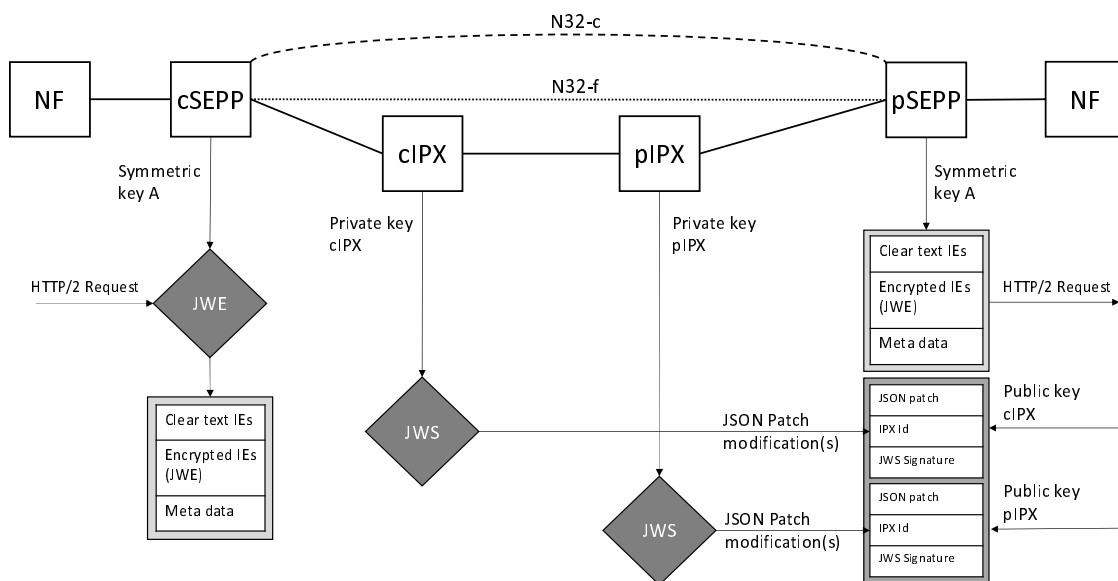 N32-c
NF
cSEPP
N32-f
pSEPP
NF
cIPX
pIPX
Symmetric
key A
Private key
cIPX
Private key
pIPX
Symmetric
key A
HTTP/2 Request
JWE
Clear text IEs
Encrypted IEs
(JWE)
Meta data
HTTP/2 Request
Clear text IEs
Encrypted IEs
(JWE)
Meta data
JWS
JSON Patch
modification(s)
JSON patch
IPX Id
JWS Signature
Public key
cIPX
JWS
JSON Patch
modification(s)
JSON patch
IPX Id
JWS Signature
Public key
pIPX